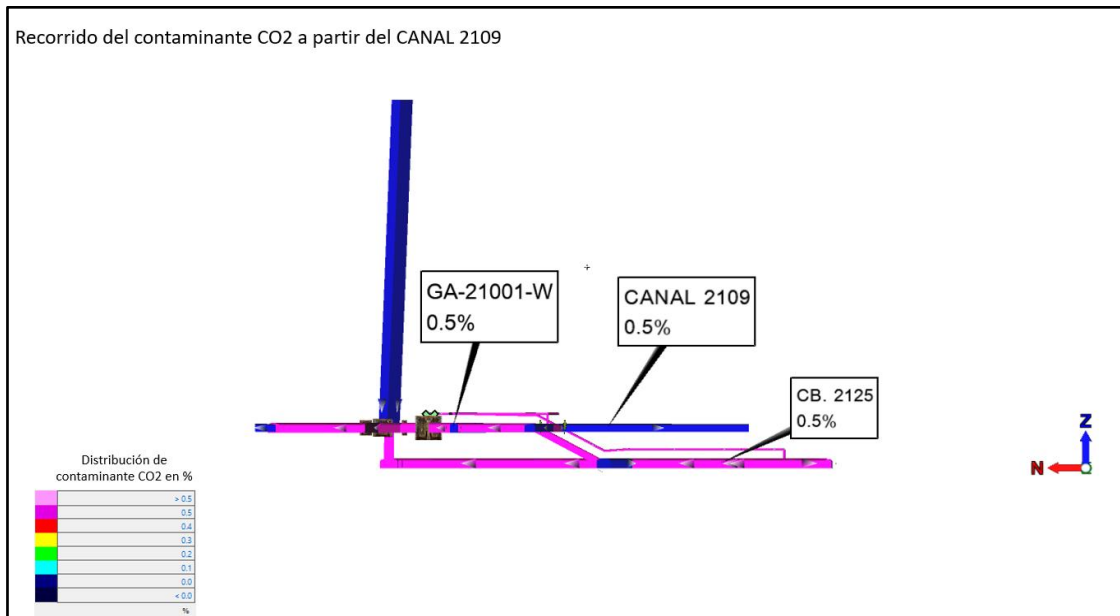 Recorrido del contaminante CO2 a partir del CANAL 2109
GA-21001-W
0.5%
CANAL 2109
0.5%
CB. 2125
0.5%
Z
N
Distribución de
contaminante CO2 en %
> 0.5
0.5
0.4
0.3
0.2
0.1
0.0
< 0.0
%